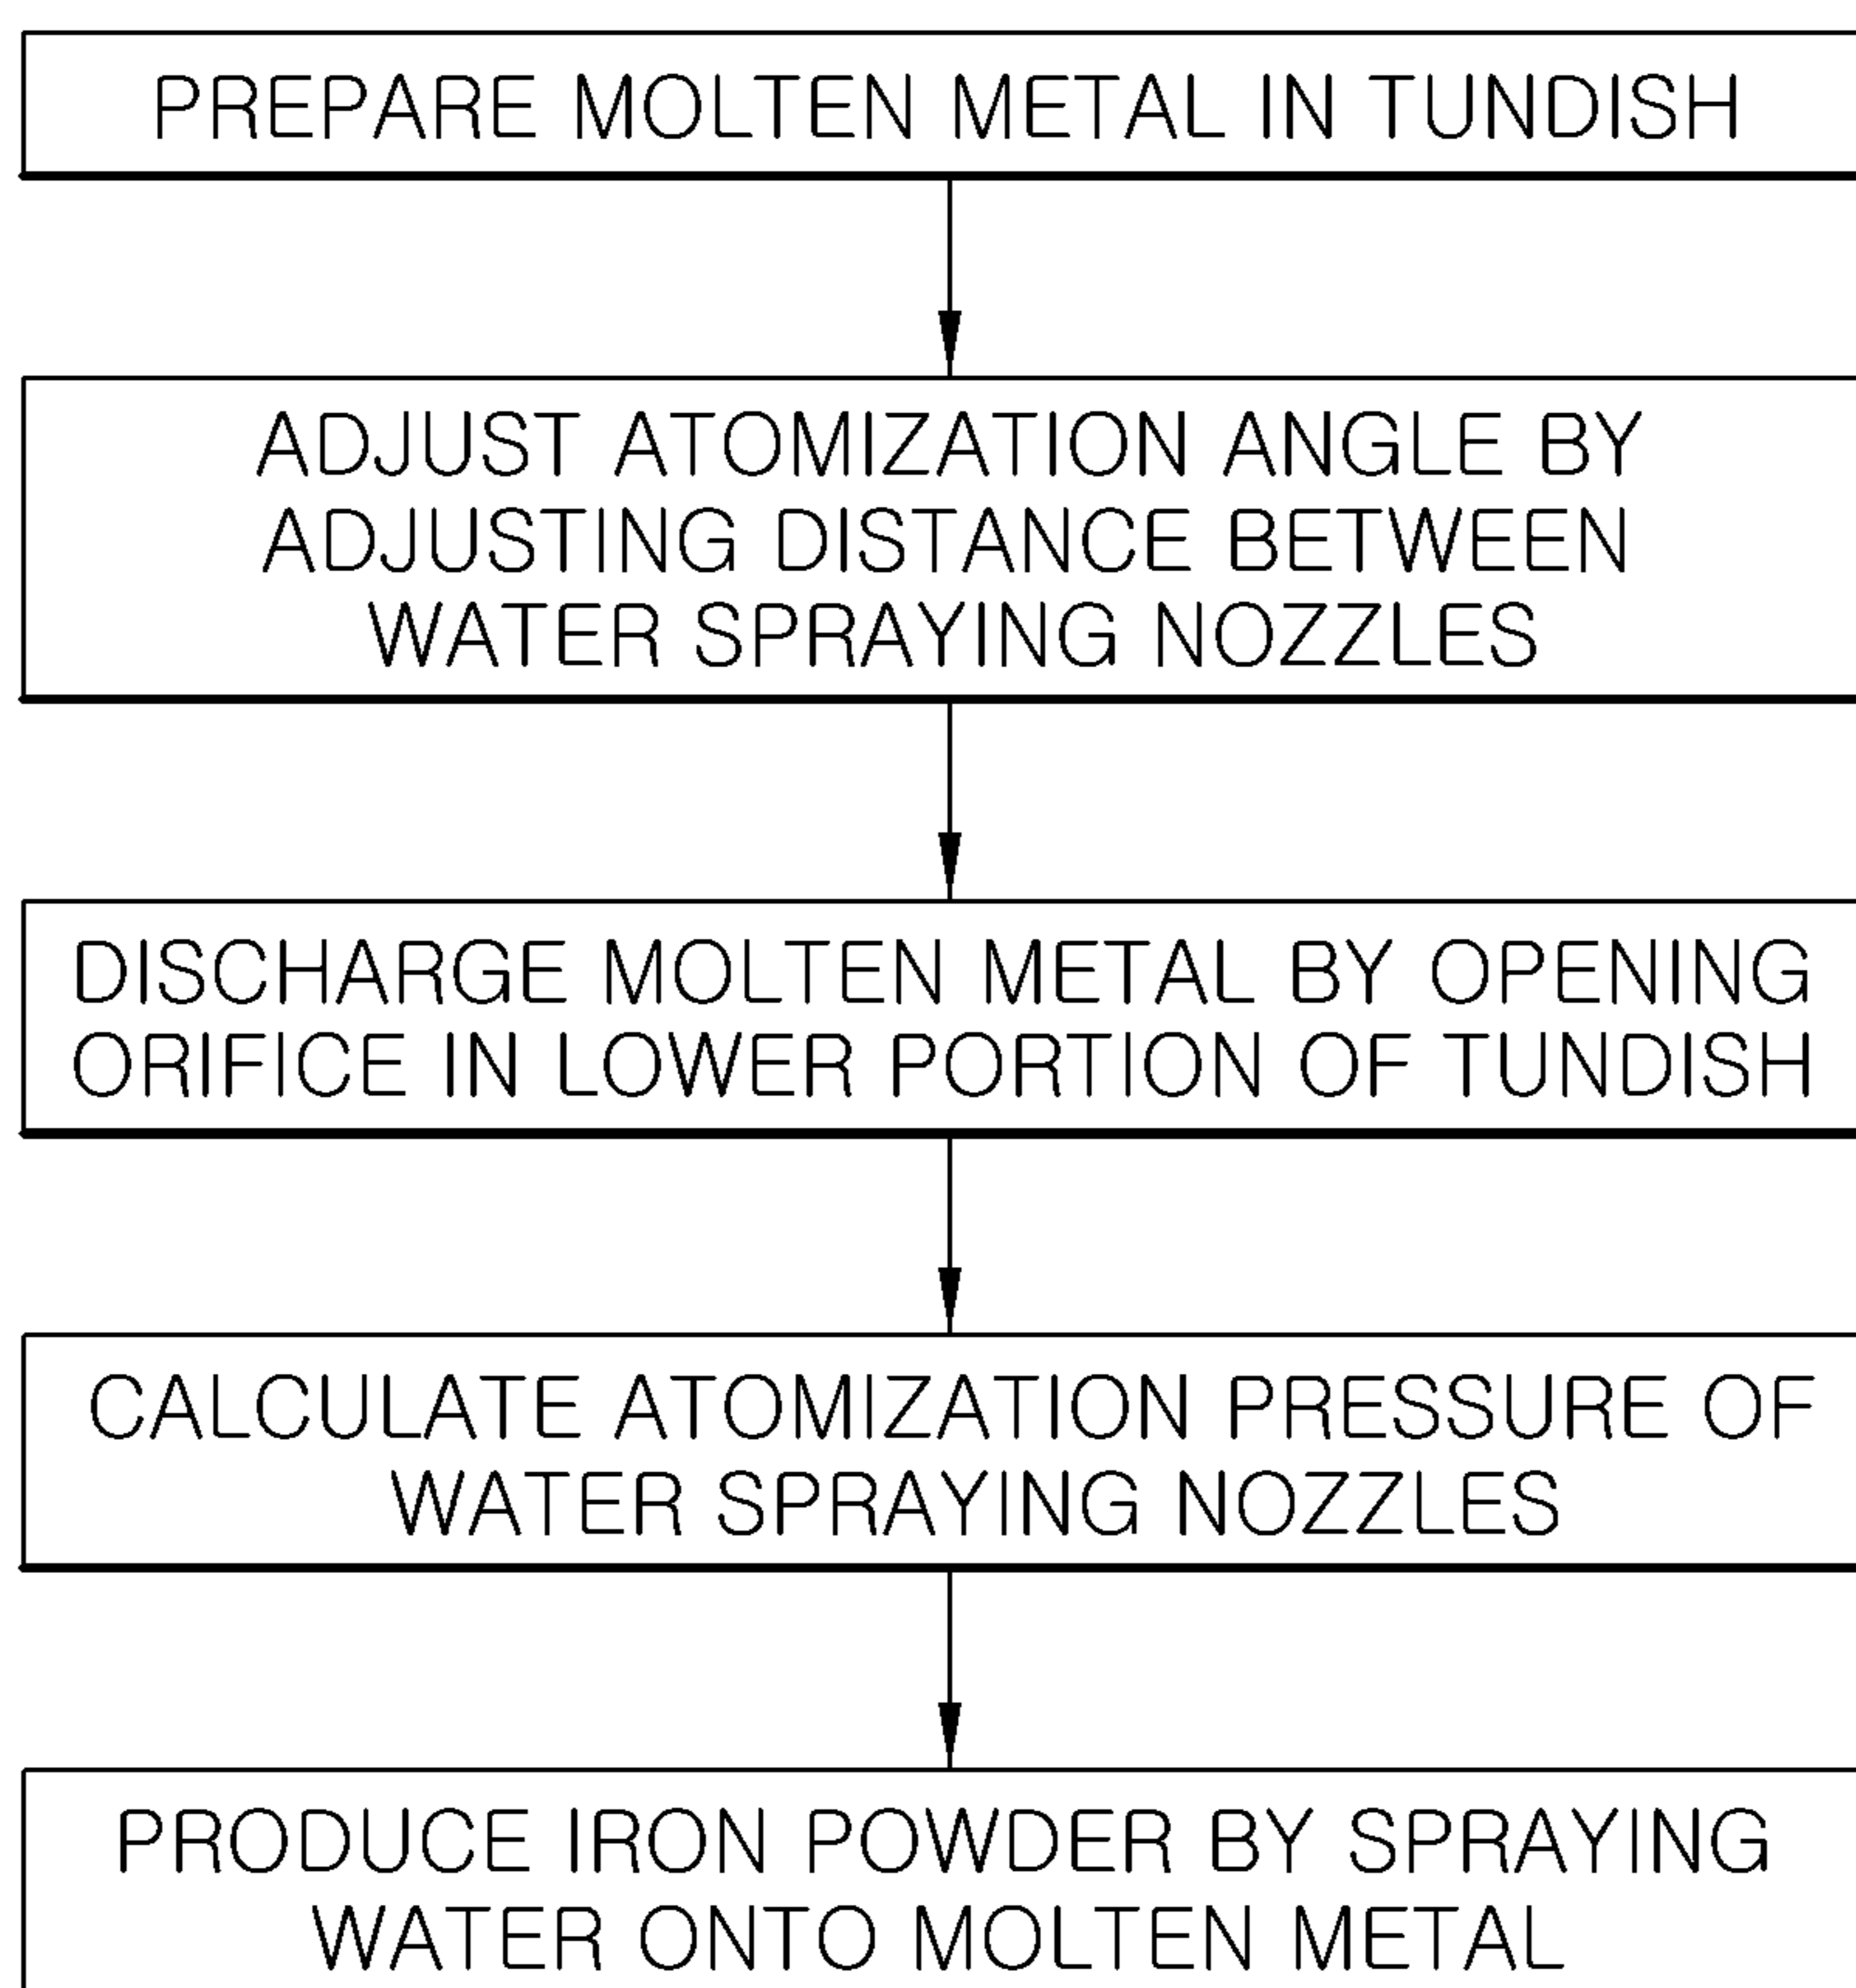 PREPARE MOLTEN METAL IN TUNDISH
ADJUST ATOMIZATION ANGLE BY
ADJUSTING DISTANCE BETWEEN
WATER SPRAYING NOZZLES
DISCHARGE MOLTEN METAL BY OPENING
ORIFICE IN LOWER PORTION OF TUNDISH
CALCULATE ATOMIZATION PRESSURE OF
WATER SPRAYING NOZZLES
PRODUCE IRON POWDER BY SPRAYING
WATER ONTO MOLTEN METAL